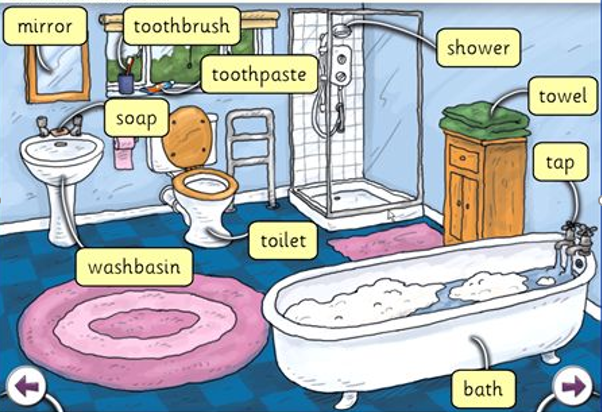 mirror
toothbrush
shower
toothpaste
towel
soap
tap
toilet
washbasin
bath